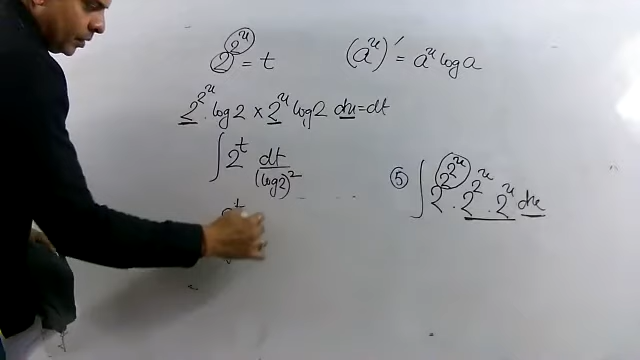 2^{2^x} = t
(a^x)' = a^x log a
2^{2^x} . log 2 × 2^x log 2 dx = dt
∫ 2^t dt/(log 2)^2
⑤ ∫ 2^{2^{2^x}} . 2^{2^x} . 2^x dx